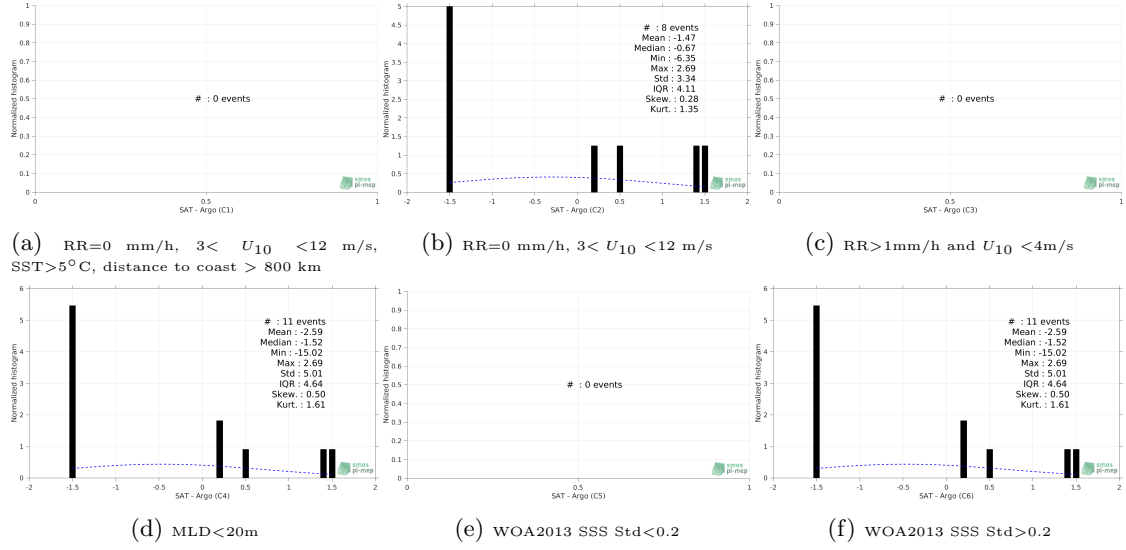 Normalized histogram
1
0.9
0.8
0.7
0.6
0.5
0.4
0.3
0.2
0.1
0
# : 0 events
smos
pi-mep
0 0.5 1
SAT - Argo (C1)
Normalized histogram
5
4.5
4
3.5
3
2.5
2
1.5
1
0.5
0
# : 8 events
Mean : -1.47
Median : -0.67
Min : -6.35
Max : 2.69
Std : 3.34
IQR : 4.11
Skew. : 0.28
Kurt. : 1.35
smos
pi-mep
-2 -1.5 -1 -0.5 0 0.5 1 1.5 2
SAT - Argo (C2)
Normalized histogram
1
0.9
0.8
0.7
0.6
0.5
0.4
0.3
0.2
0.1
0
# : 0 events
smos
pi-mep
0 0.5 1
SAT - Argo (C3)
(a) RR=0 mm/h, 3< U10 <12 m/s,
SST>5°C, distance to coast > 800 km
(b) RR=0 mm/h, 3< U10 <12 m/s
(c) RR>1mm/h and U10 <4m/s
Normalized histogram
6
5
4
3
2
1
0
# : 11 events
Mean : -2.59
Median : -1.52
Min : -15.02
Max : 2.69
Std : 5.01
IQR : 4.64
Skew. : 0.50
Kurt. : 1.61
smos
pi-mep
-2 -1.5 -1 -0.5 0 0.5 1 1.5 2
SAT - Argo (C4)
Normalized histogram
1
0.9
0.8
0.7
0.6
0.5
0.4
0.3
0.2
0.1
0
# : 0 events
smos
pi-mep
0 0.5 1
SAT - Argo (C5)
Normalized histogram
6
5
4
3
2
1
0
# : 11 events
Mean : -2.59
Median : -1.52
Min : -15.02
Max : 2.69
Std : 5.01
IQR : 4.64
Skew. : 0.50
Kurt. : 1.61
smos
pi-mep
-2 -1.5 -1 -0.5 0 0.5 1 1.5 2
SAT - Argo (C6)
(d) MLD<20m
(e) WOA2013 SSS Std<0.2
(f) WOA2013 SSS Std>0.2